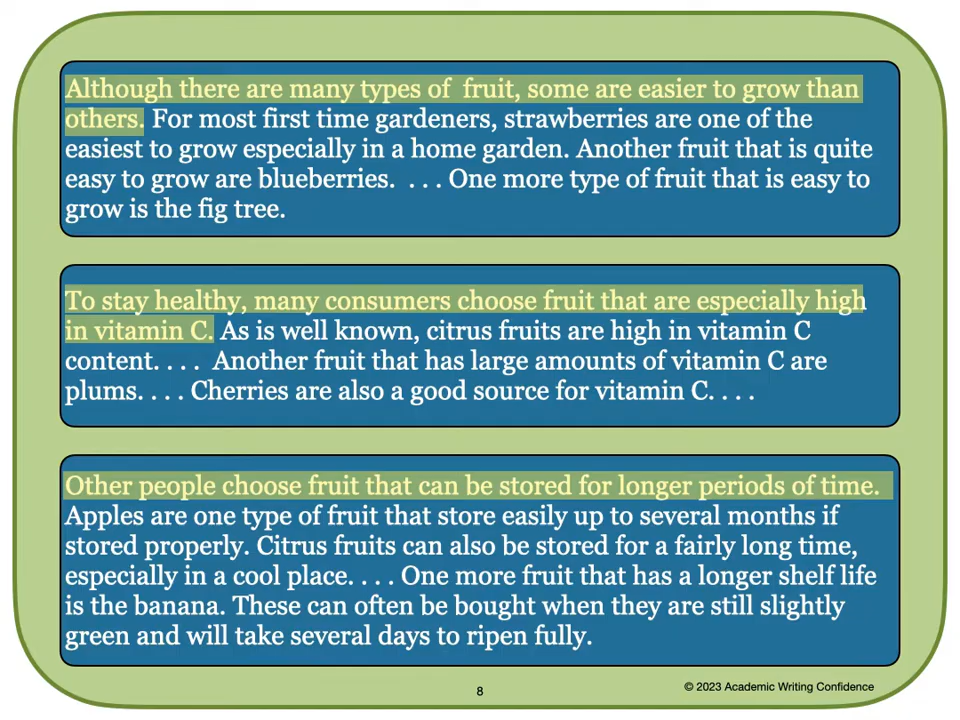 Although there are many types of  fruit, some are easier to grow than
others. For most first time gardeners, strawberries are one of the
easiest to grow especially in a home garden. Another fruit that is quite
easy to grow are blueberries.  . . . One more type of fruit that is easy to
grow is the fig tree.
To stay healthy, many consumers choose fruit that are especially high
in vitamin C. As is well known, citrus fruits are high in vitamin C
content. . . .  Another fruit that has large amounts of vitamin C are
plums. . . . Cherries are also a good source for vitamin C. . . .
Other people choose fruit that can be stored for longer periods of time.
Apples are one type of fruit that store easily up to several months if
stored properly. Citrus fruits can also be stored for a fairly long time,
especially in a cool place. . . . One more fruit that has a longer shelf life
is the banana. These can often be bought when they are still slightly
green and will take several days to ripen fully.
8
© 2023 Academic Writing Confidence